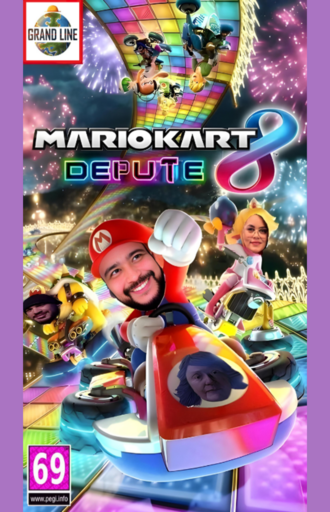 GRAND LINE
MARIOKART 8
DEPUTE
M
69
www.pegi.info